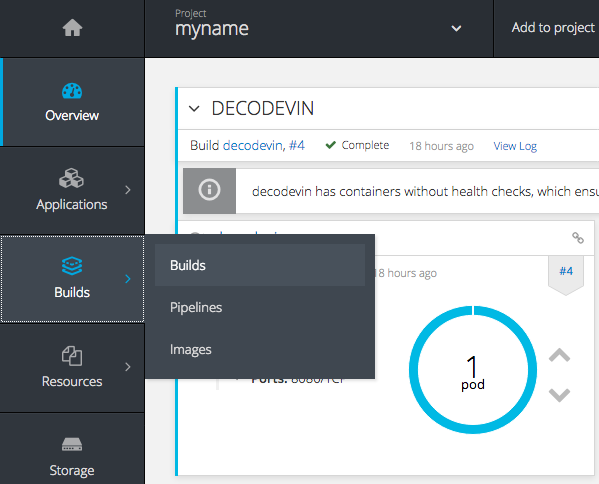 Project
myname
Add to project
Overview
Applications
Builds
Resources
Storage
DECODEVIN
Build decodevin, #4
Complete
18 hours ago
View Log
decodevin has containers without health checks, which ensu
Builds
Pipelines
Images
18 hours ago
#4
1
pod
Ports: 8080/TCP